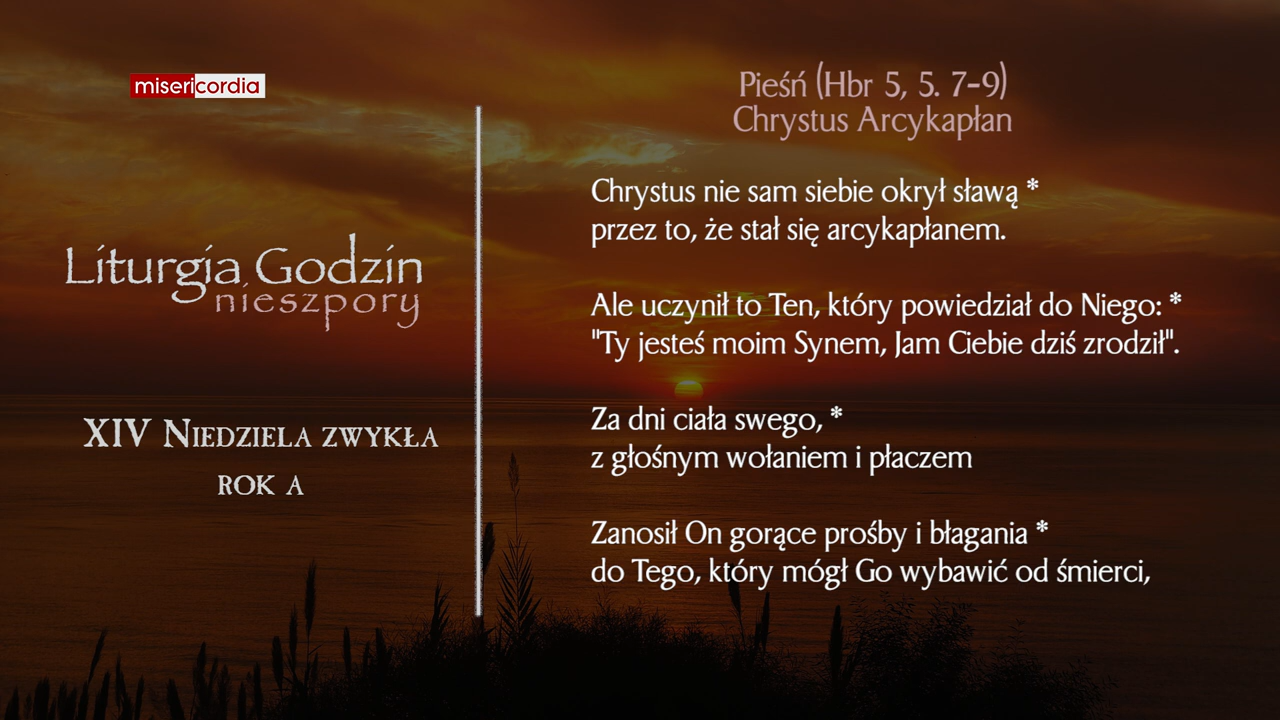 misericordia
Liturgia Godzin
nieszpory
XIV Niedziela zwykła
rok A
Pieśń (Hbr 5, 5. 7-9)
Chrystus Arcykapłan
Chrystus nie sam siebie okrył sławą *
przez to, że stał się arcykapłanem.
Ale uczynił to Ten, który powiedział do Niego: *
"Ty jesteś moim Synem, Jam Ciebie dziś zrodził".
Za dni ciała swego, *
z głośnym wołaniem i płaczem
Zanosił On gorące prośby i błagania *
do Tego, który mógł Go wybawić od śmierci,